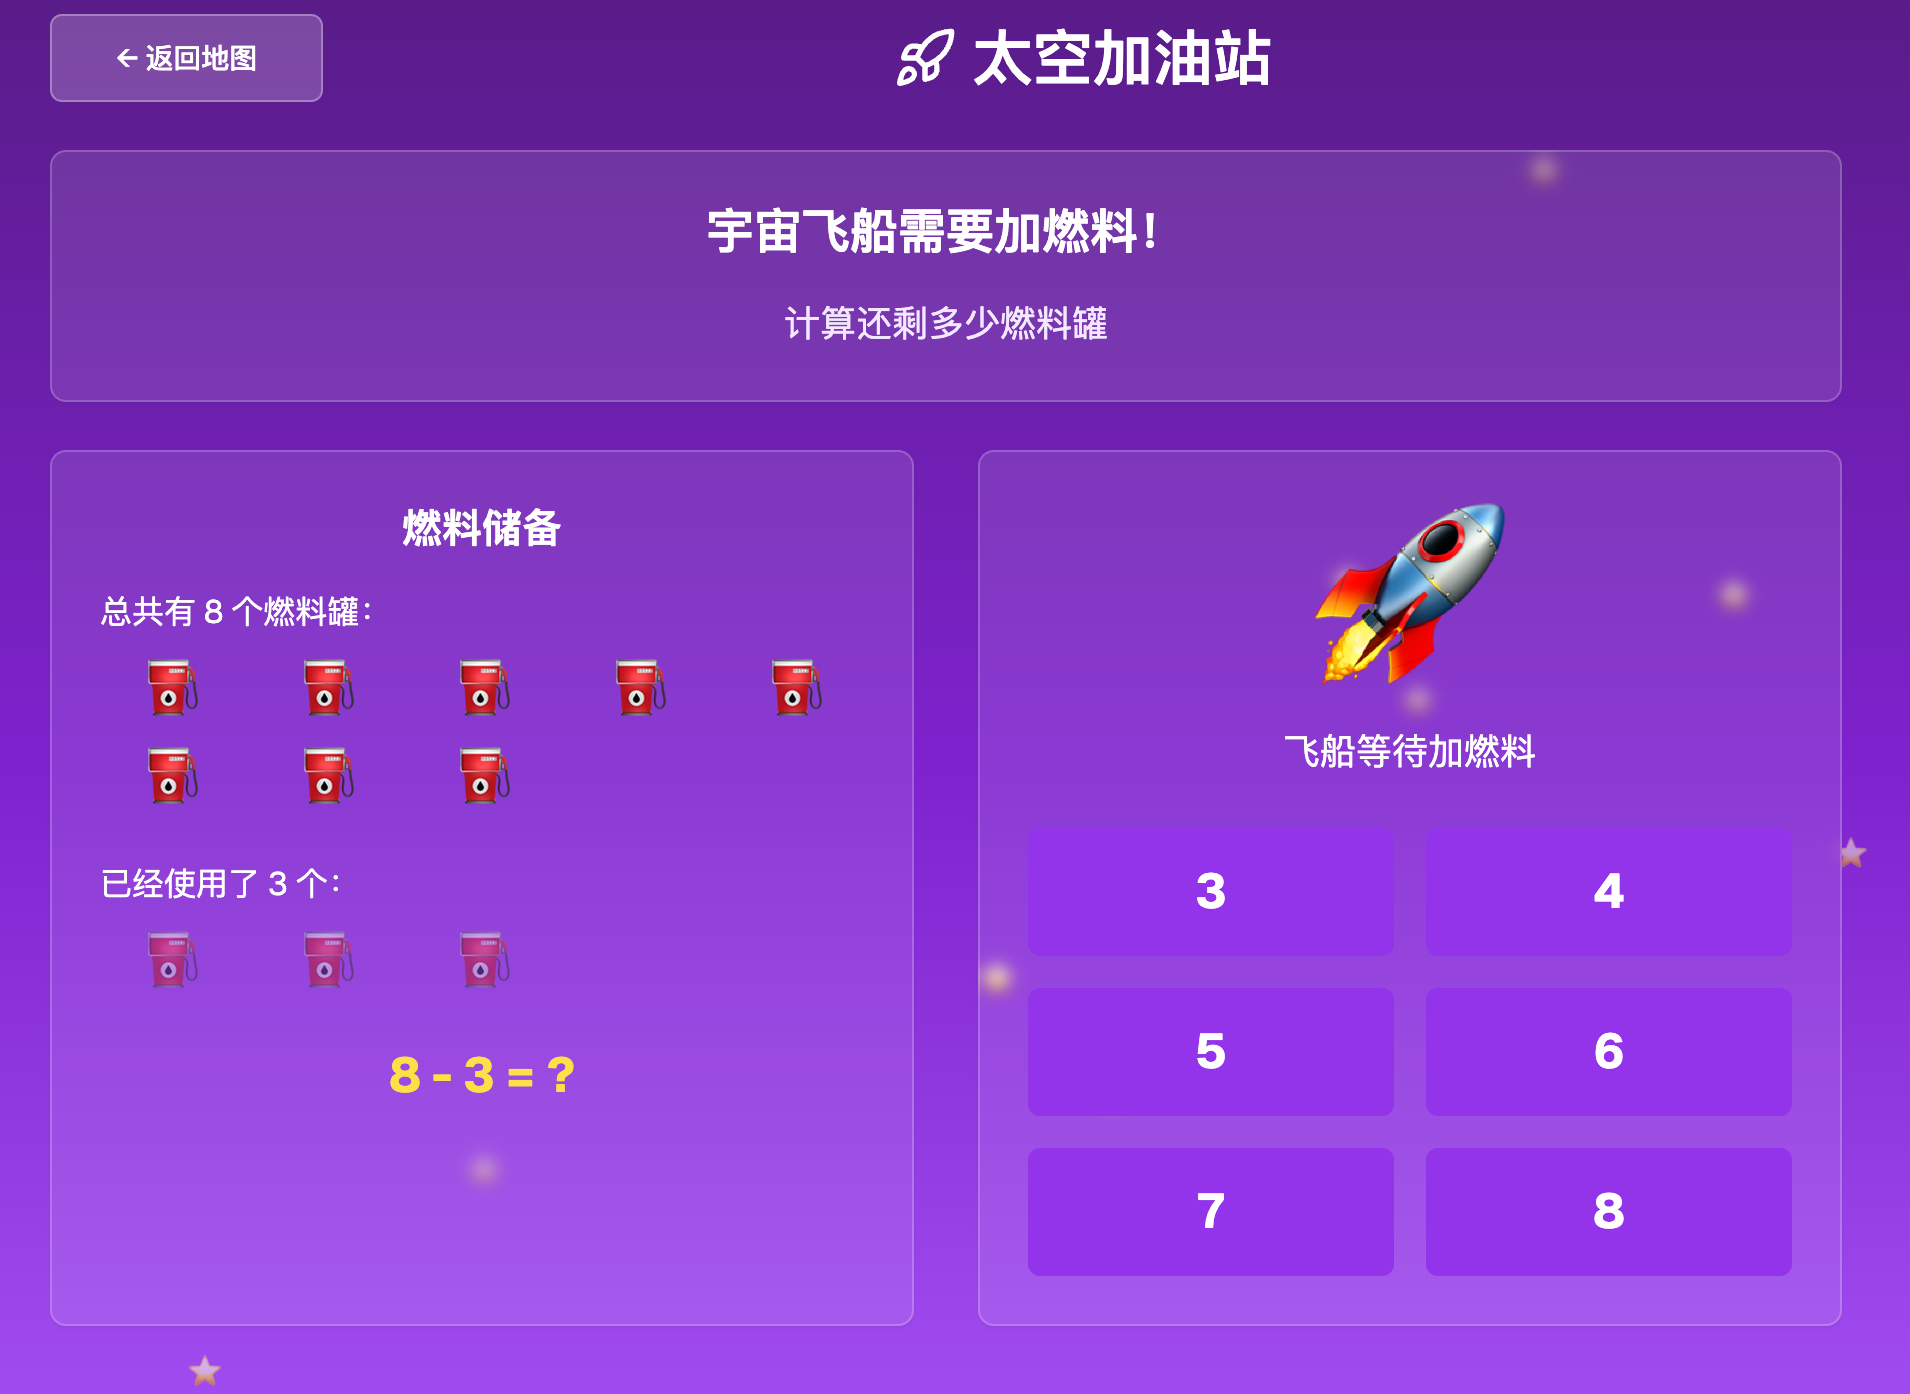 ← 返回地图
太空加油站
宇宙飞船需要加燃料！
计算还剩多少燃料罐
燃料储备
总共有 8 个燃料罐：
已经使用了 3 个：
8 - 3 = ?
飞船等待加燃料
3
4
5
6
7
8